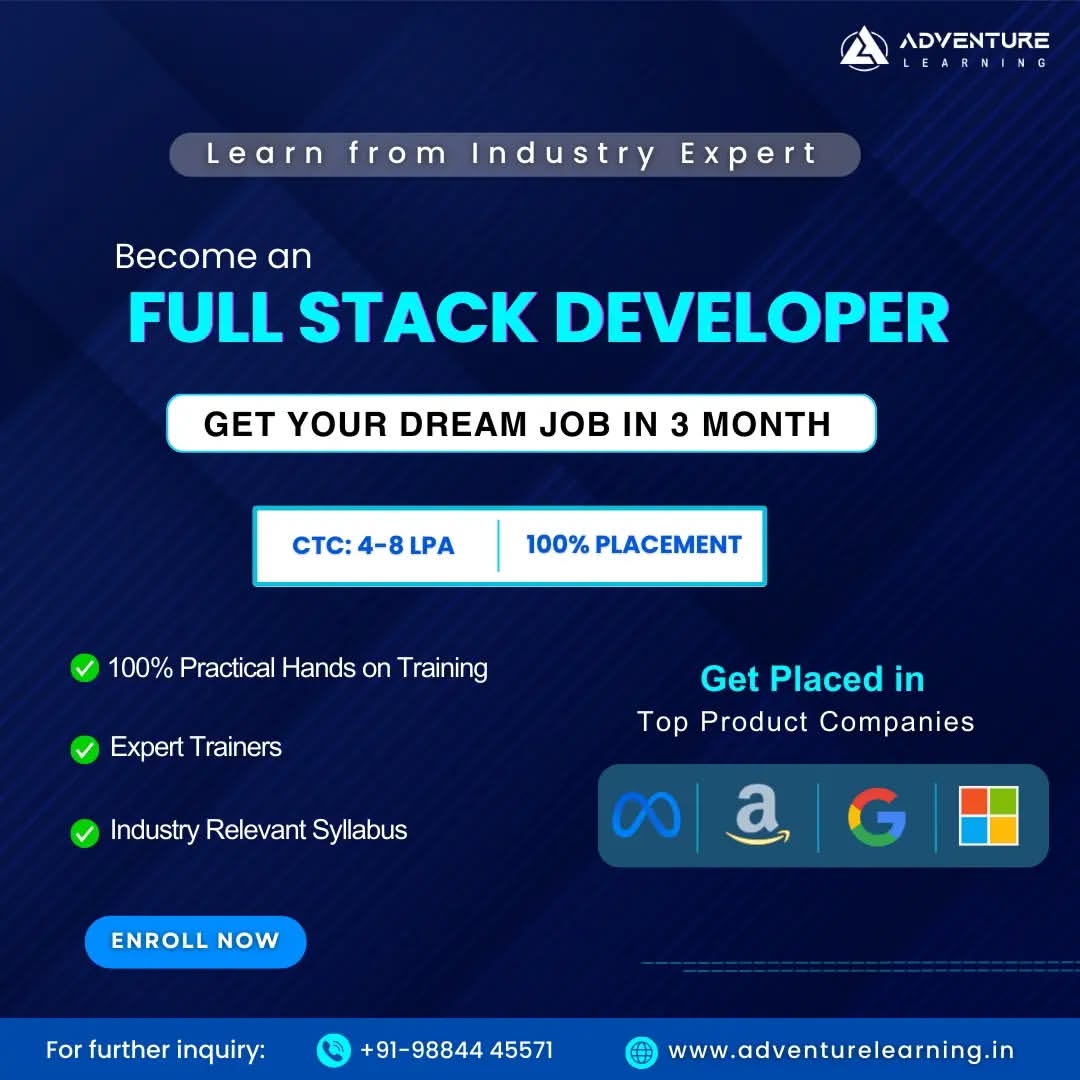 ADVENTURE
LEARNING
Learn from Industry Expert
Become an
FULL STACK DEVELOPER
GET YOUR DREAM JOB IN 3 MONTH
CTC: 4-8 LPA
100% PLACEMENT
100% Practical Hands on Training
Expert Trainers
Industry Relevant Syllabus
Get Placed in
Top Product Companies
a
G
ENROLL NOW
For further inquiry:
+91-98844 45571
www.adventurelearning.in